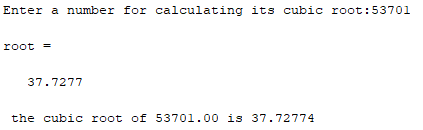 Enter a number for calculating its cubic root:53701
root =
37.7277
the cubic root of 53701.00 is 37.72774